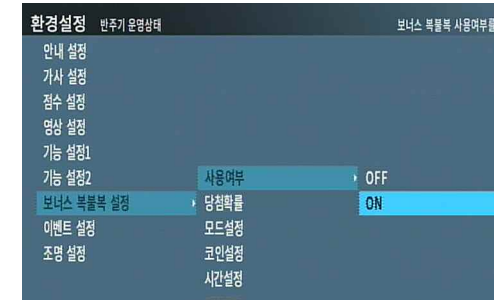 환경설정 반주기 운영상태 보너스 복불복 사용여부를
안내 설정
가사 설정
점수 설정
영상 설정
기능 설정1
기능 설정2 사용여부 OFF
보너스 복불복 설정 당첨확률 ON
이벤트 설정 모드설정
조명 설정 코인설정
시간설정